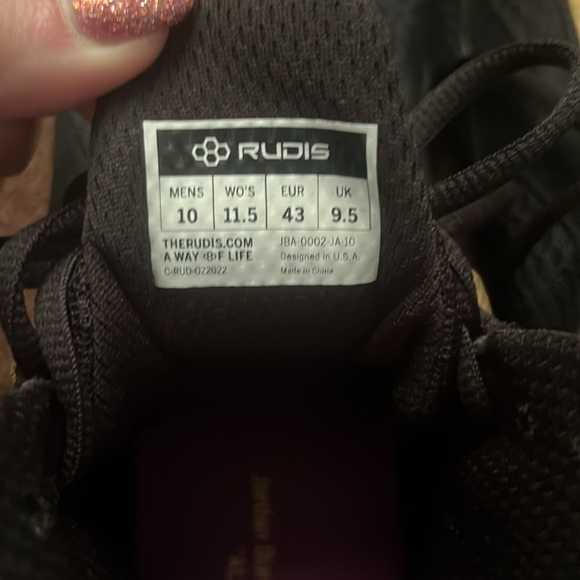 RUDIS
MENS WO'S EUR UK
10 11.5 43 9.5
THERUDIS.COM JBA-0002-JA:10
A WAY OF LIFE Designed in U.S.A.
C-RUD-022022 Made in China